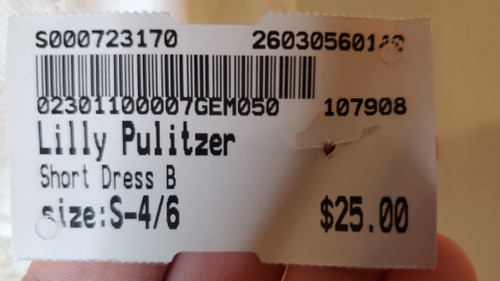 S000723170 
02301100007GEM050 107908
Lilly Pulitzer
Short Dress B
size:S-4/6 $25.00